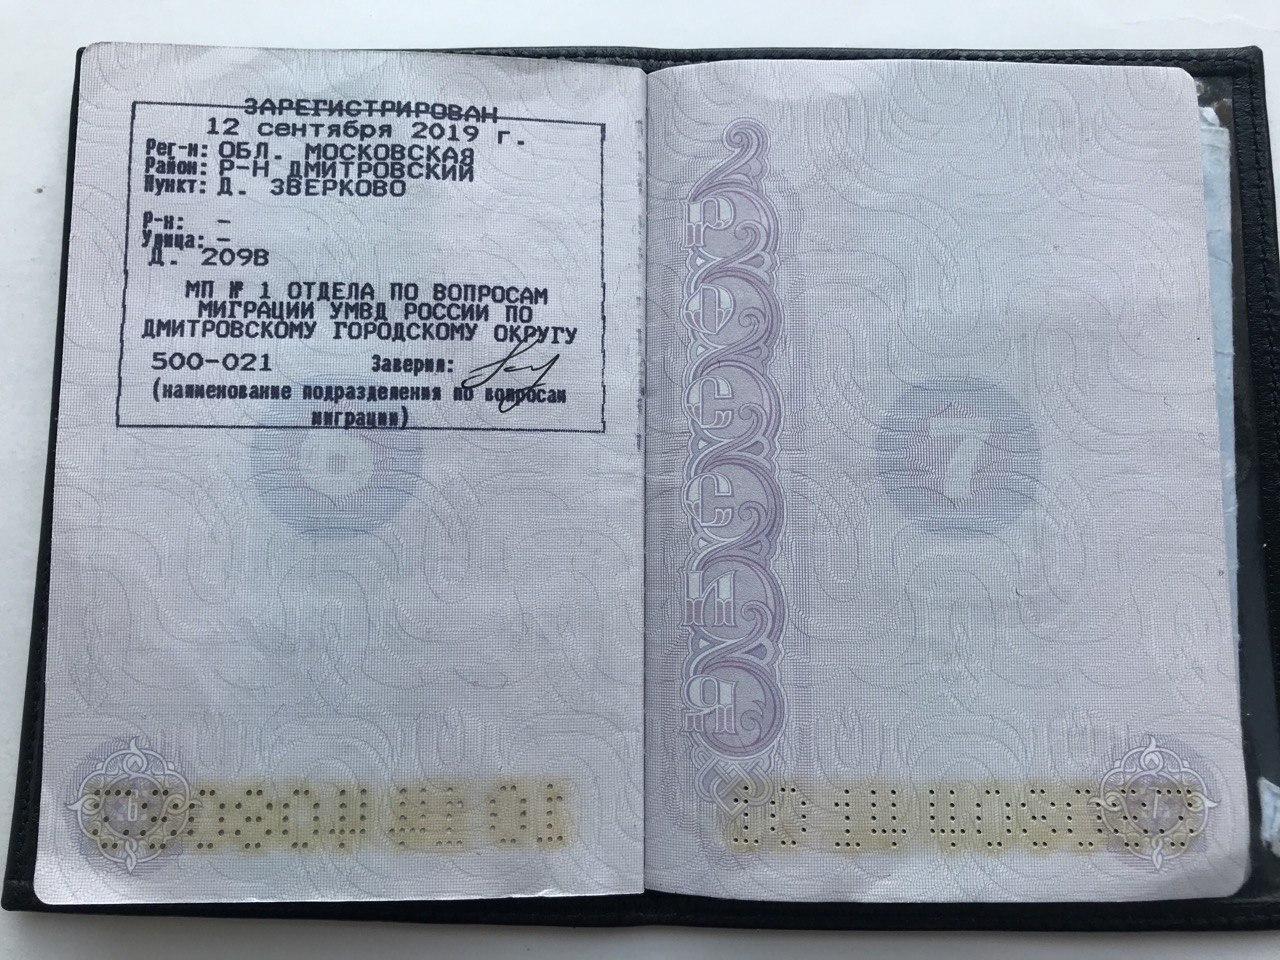 ЗАРЕГИСТРИРОВАН
12 сентября 2019 г.
Рег-н: ОБЛ. МОСКОВСКАЯ
Район: Р-Н ДМИТРОВСКИЙ
Пункт: Д. ЗВЕРКОВО
Р-н: –
Улица: –
Д. 209В
МП № 1 ОТДЕЛА ПО ВОПРОСАМ
МИГРАЦИИ УМВД РОССИИ ПО
ДМИТРОВСКОМУ ГОРОДСКОМУ ОКРУГУ
500-021 Заверил:
(наименование подразделения по вопросам
миграции)
6
РОССИЯ
7
7